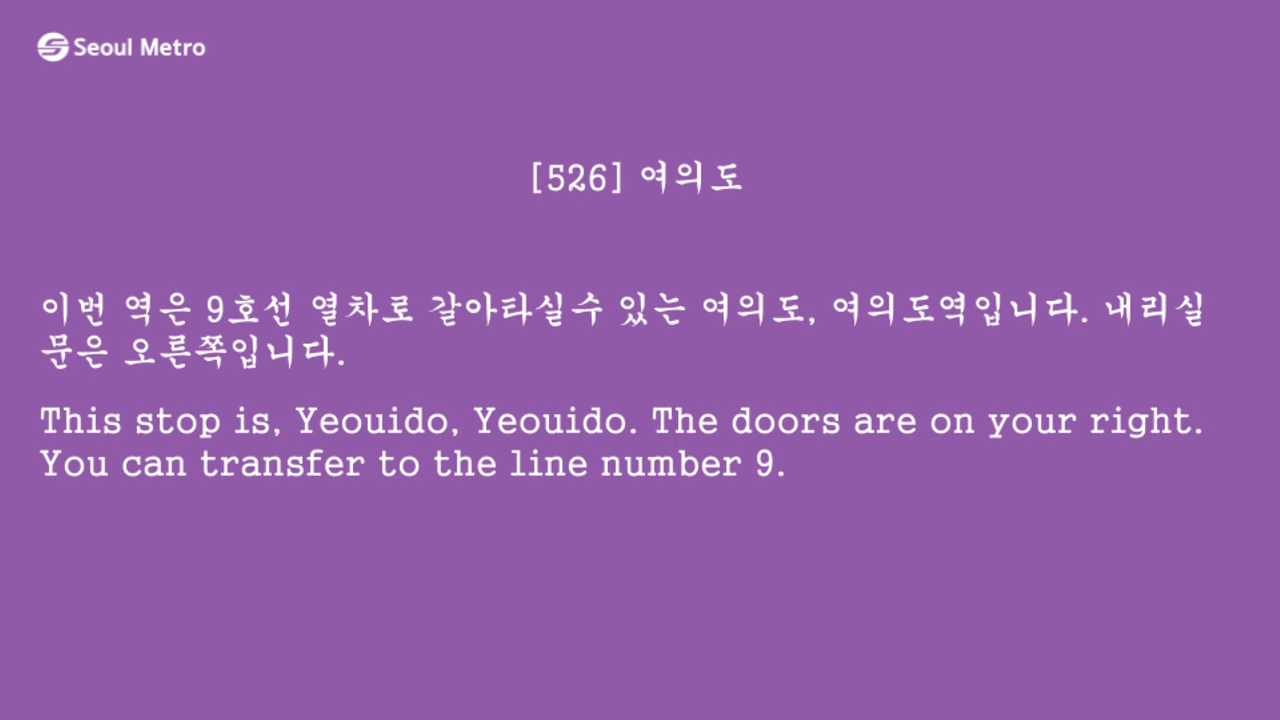 Seoul Metro
[526] 여의도
이번 역은 9호선 열차로 갈아타실수 있는 여의도, 여의도역입니다. 내리실
문은 오른쪽입니다.
This stop is, Yeouido, Yeouido. The doors are on your right.
You can transfer to the line number 9.